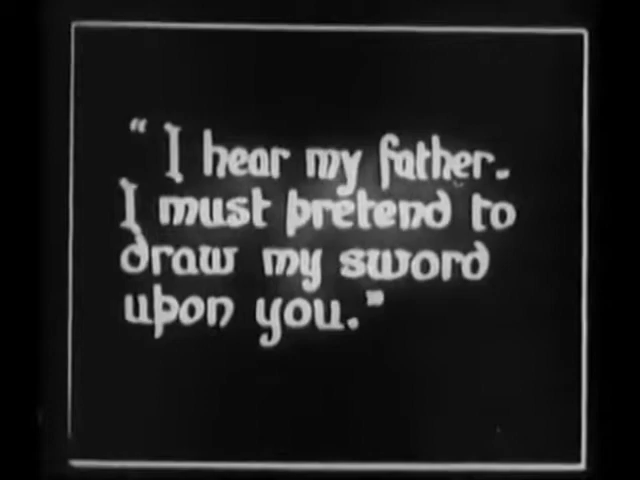 “I hear my father.
I must pretend to
draw my sword
upon you.”